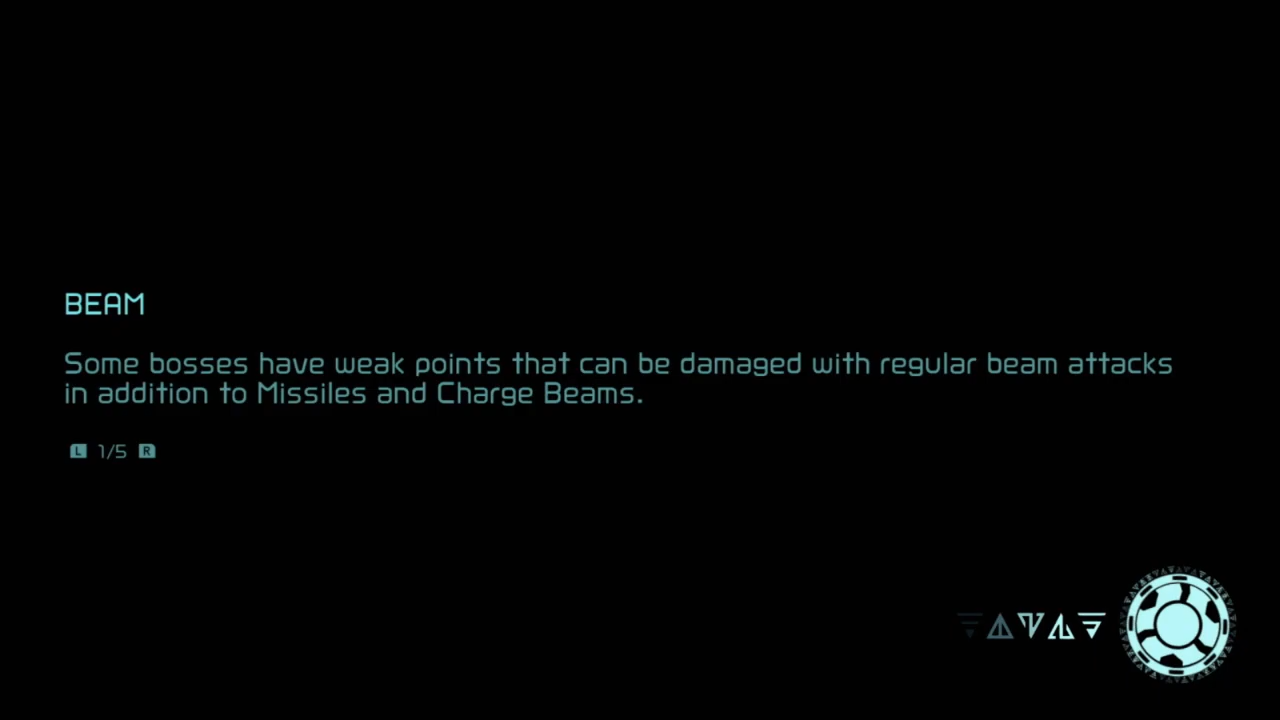 BEAM
Some bosses have weak points that can be damaged with regular beam attacks
in addition to Missiles and Charge Beams.
L 1/5 R